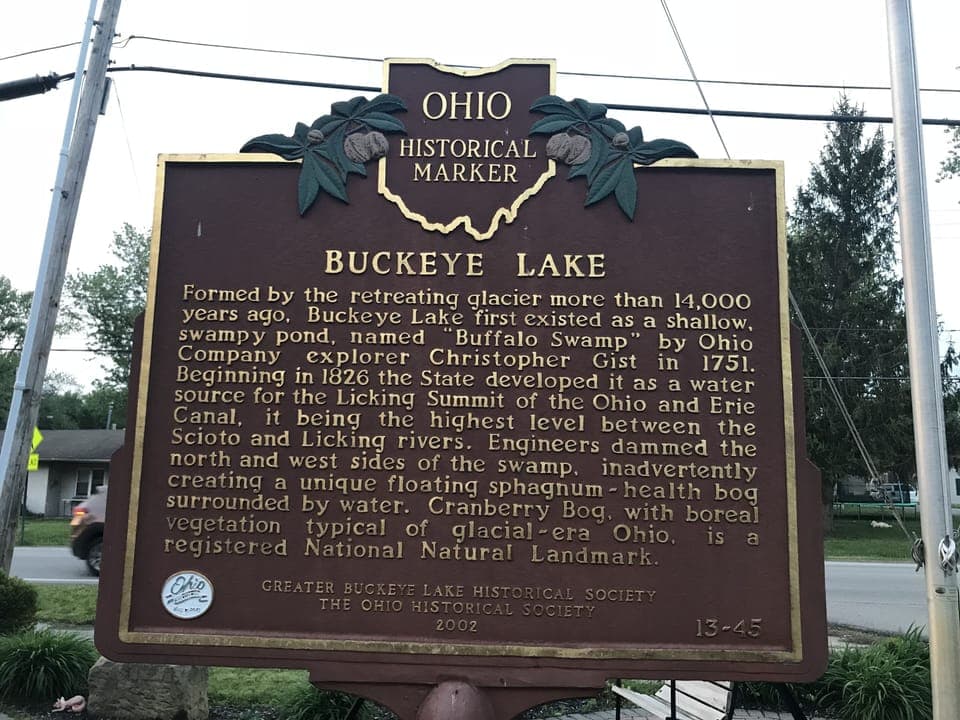 OHIO
HISTORICAL
MARKER
BUCKEYE LAKE
Formed by the retreating glacier more than 14,000
years ago, Buckeye Lake first existed as a shallow,
swampy pond, named "Buffalo Swamp" by Ohio
Company explorer Christopher Gist in 1751.
Beginning in 1826 the State developed it as a water
source for the Licking Summit of the Ohio and Erie
Canal, it being the highest level between the
Scioto and Licking rivers. Engineers dammed the
north and west sides of the swamp, inadvertently
creating a unique floating sphagnum-health bog
surrounded by water. Cranberry Bog, with boreal
vegetation typical of glacial-era Ohio, is a
registered National Natural Landmark.
GREATER BUCKEYE LAKE HISTORICAL SOCIETY
THE OHIO HISTORICAL SOCIETY
2002
13-45
Ohio